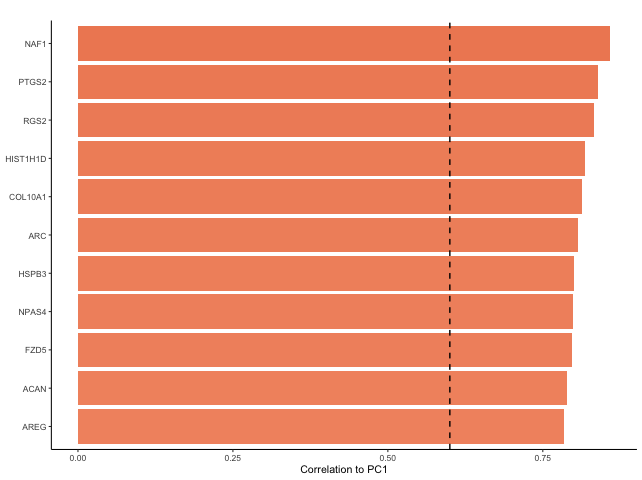 NAF1
PTGS2
RGS2
HIST1H1D
COL10A1
ARC
HSPB3
NPAS4
FZD5
ACAN
AREG
0.00 0.25 0.50 0.75
Correlation to PC1